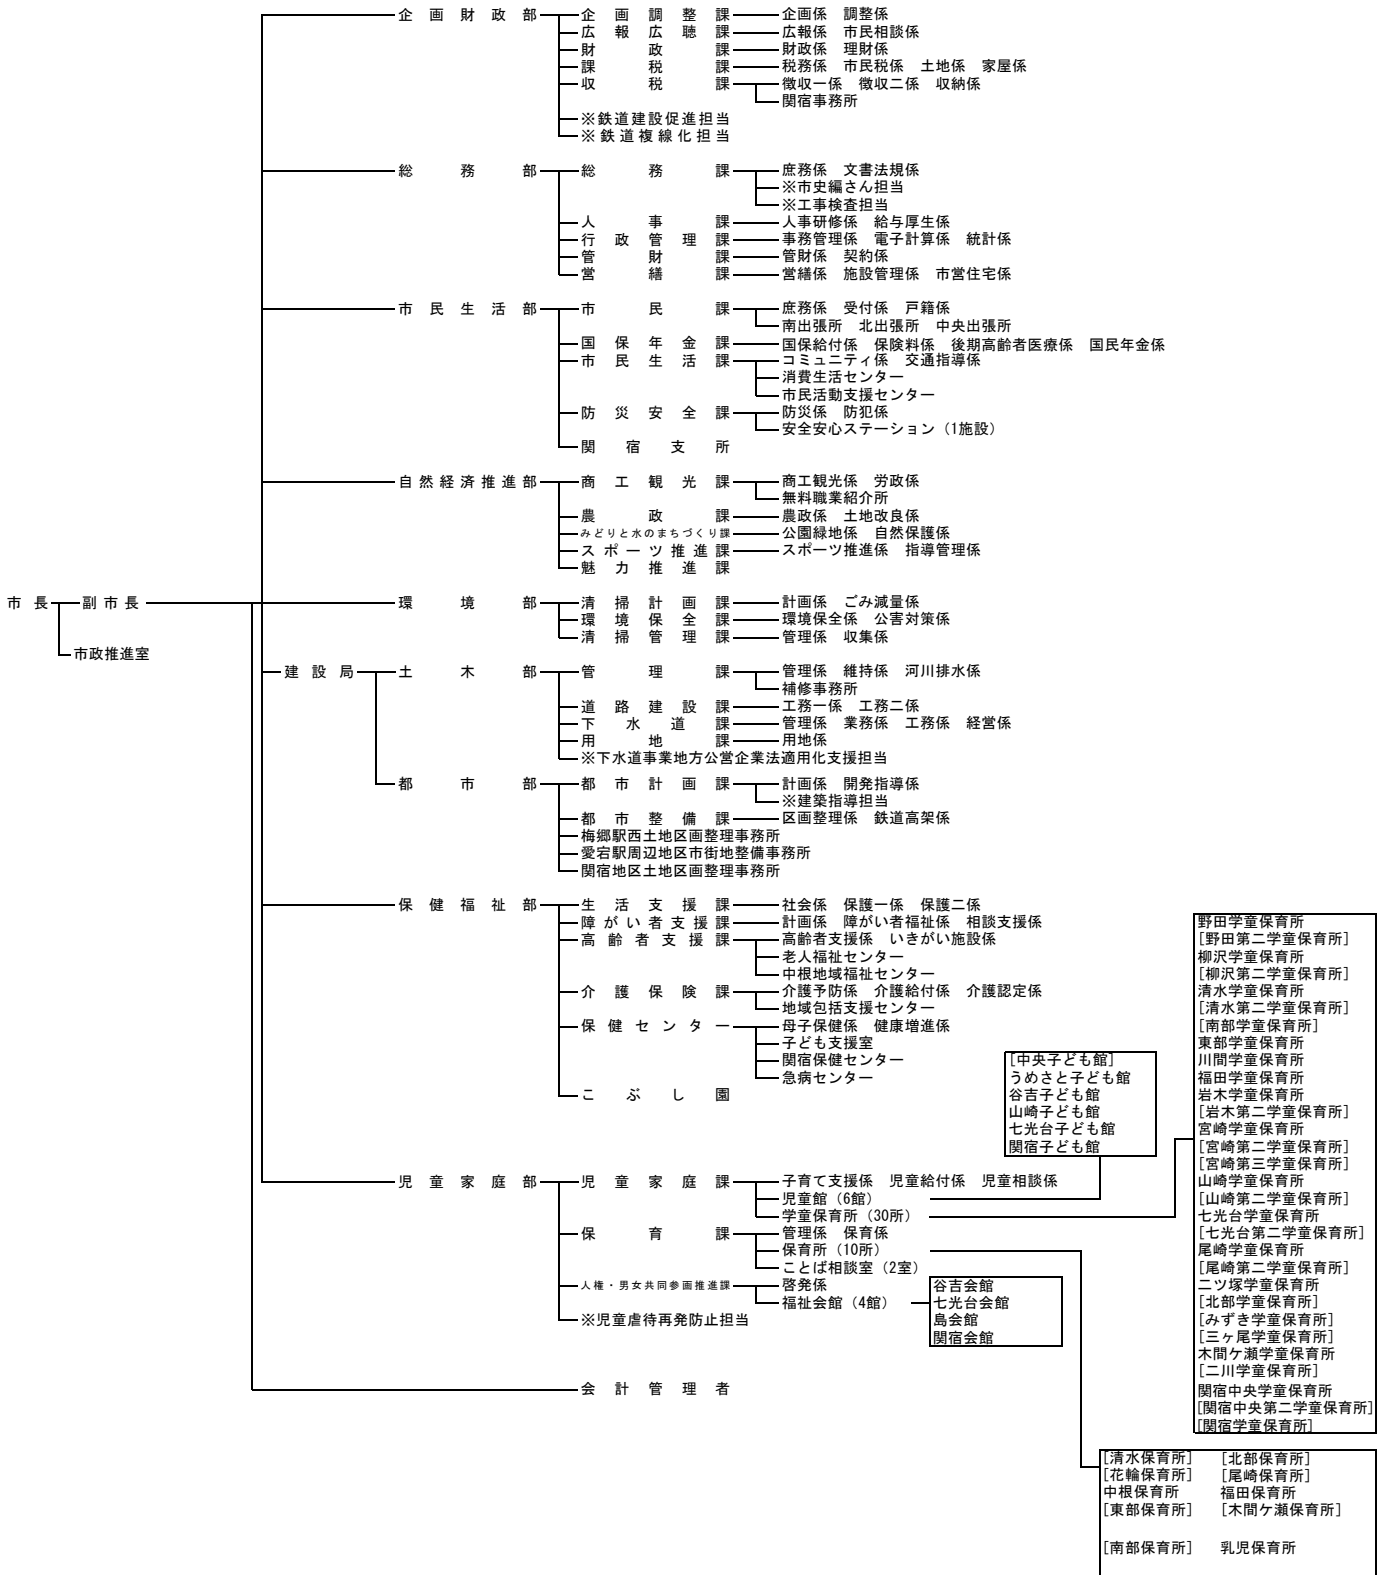 企画財政部 企画調整課 企画係 調整係
広報広聴課 広報係 市民相談係
財政課 財政係 理財係
課税課 税務係 市民税係 土地係 家屋係
収税課 徴収一係 徴収二係 収納係
関宿事務所
※鉄道建設促進担当
※鉄道複線化担当
総務部 総務課 庶務係 文書法規係
※市史編さん担当
※工事検査担当
人事課 人事研修係 給与厚生係
行政管理課 事務管理係 電子計算係 統計係
管財課 管財係 契約係
営繕課 営繕係 施設管理係 市営住宅係
市民生活部 市民課 庶務係 受付係 戸籍係
南出張所 北出張所 中央出張所
国保年金課 国保給付係 保険料係 後期高齢者医療係 国民年金係
市民生活課 コミュニティ係 交通指導係
消費生活センター
市民活動支援センター
防災安全課 防災係 防犯係
安全安心ステーション（1施設）
関宿支所
自然経済推進部 商工観光課 商工観光係 労政係
無料職業紹介所
農政課 農政係 土地改良係
みどりと水のまちづくり課 公園緑地係 自然保護係
スポーツ推進課 スポーツ推進係 指導管理係
魅力推進課
市長 副市長 環境部 清掃計画課 計画係 ごみ減量係
環境保全課 環境保全係 公害対策係
清掃管理課 管理係 収集係
市政推進室
建設局 土木部 管理課 管理係 維持係 河川排水係
補修事務所
道路建設課 工務一係 工務二係
下水道課 管理係 業務係 工務係 経営係
用地課 用地係
※下水道事業地方公営企業法適用化支援担当
都市部 都市計画課 計画係 開発指導係
※建築指導担当
都市整備課 区画整理係 鉄道高架係
梅郷駅西土地区画整理事務所
愛宕駅周辺地区市街地整備事務所
関宿地区土地区画整理事務所
保健福祉部 生活支援課 社会係 保護一係 保護二係
障がい者支援課 計画係 障がい者福祉係 相談支援係
高齢者支援課 高齢者支援係 いきがい施設係
老人福祉センター
中根地域福祉センター
介護保険課 介護予防係 介護給付係 介護認定係
地域包括支援センター
保健センター 母子保健係 健康増進係
子ども支援室
関宿保健センター
急病センター
こぶし園
児童家庭部 児童家庭課 子育て支援係 児童給付係 児童相談係
児童館（6館）
学童保育所（30所）
保育課 管理係 保育係
保育所（10所）
ことば相談室（2室）
人権・男女共同参画推進課 啓発係
福祉会館（4館）
※児童虐待再発防止担当
会計管理者
[中央子ども館]
うめさと子ども館
谷吉子ども館
山崎子ども館
七光台子ども館
関宿子ども館
谷吉会館
七光台会館
島会館
関宿会館
野田学童保育所
[野田第二学童保育所]
柳沢学童保育所
[柳沢第二学童保育所]
清水学童保育所
[清水第二学童保育所]
[南部学童保育所]
東部学童保育所
川間学童保育所
福田学童保育所
岩木学童保育所
[岩木第二学童保育所]
宮崎学童保育所
[宮崎第二学童保育所]
[宮崎第三学童保育所]
山崎学童保育所
[山崎第二学童保育所]
七光台学童保育所
[七光台第二学童保育所]
尾崎学童保育所
[尾崎第二学童保育所]
二ツ塚学童保育所
[北部学童保育所]
[みずき学童保育所]
[三ヶ尾学童保育所]
木間ケ瀬学童保育所
[二川学童保育所]
関宿中央学童保育所
[関宿中央第二学童保育所]
[関宿学童保育所]
[清水保育所] [北部保育所]
[花輪保育所] [尾崎保育所]
中根保育所 福田保育所
[東部保育所] [木間ケ瀬保育所]
[南部保育所] 乳児保育所